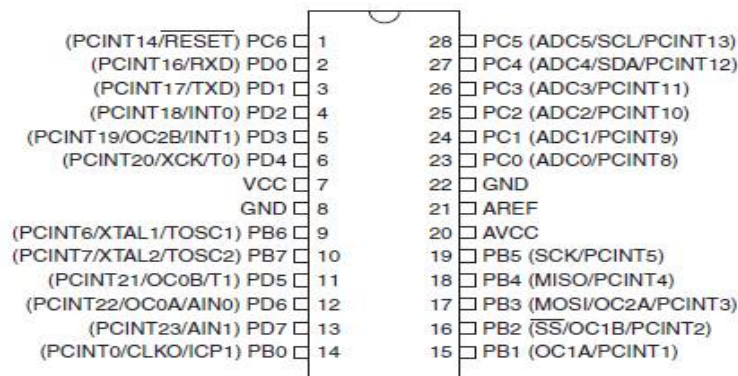 (PCINT14/RESET) PC6 1 28 PC5 (ADC5/SCL/PCINT13)
(PCINT16/RXD) PD0 2 27 PC4 (ADC4/SDA/PCINT12)
(PCINT17/TXD) PD1 3 26 PC3 (ADC3/PCINT11)
(PCINT18/INT0) PD2 4 25 PC2 (ADC2/PCINT10)
(PCINT19/OC2B/INT1) PD3 5 24 PC1 (ADC1/PCINT9)
(PCINT20/XCK/T0) PD4 6 23 PC0 (ADC0/PCINT8)
VCC 7 22 GND
GND 8 21 AREF
(PCINT6/XTAL1/TOSC1) PB6 9 20 AVCC
(PCINT7/XTAL2/TOSC2) PB7 10 19 PB5 (SCK/PCINT5)
(PCINT21/OC0B/T1) PD5 11 18 PB4 (MISO/PCINT4)
(PCINT22/OC0A/AIN0) PD6 12 17 PB3 (MOSI/OC2A/PCINT3)
(PCINT23/AIN1) PD7 13 16 PB2 (SS/OC1B/PCINT2)
(PCINT0/CLKO/ICP1) PB0 14 15 PB1 (OC1A/PCINT1)